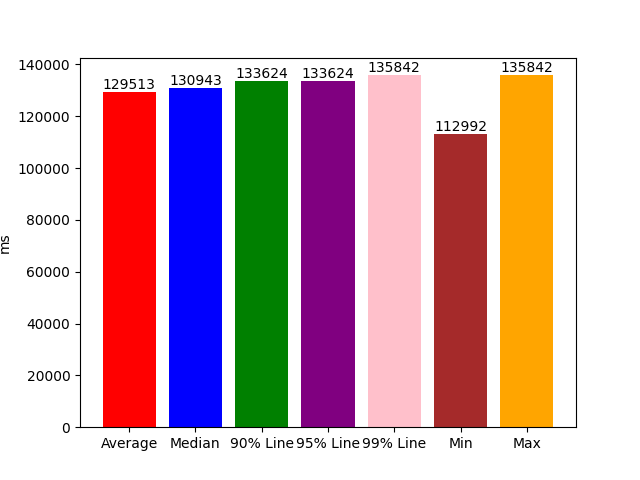 140000
120000
100000
80000
60000
40000
20000
0
ms
129513
130943
133624
133624
135842
112992
135842
Average
Median
90% Line
95% Line
99% Line
Min
Max